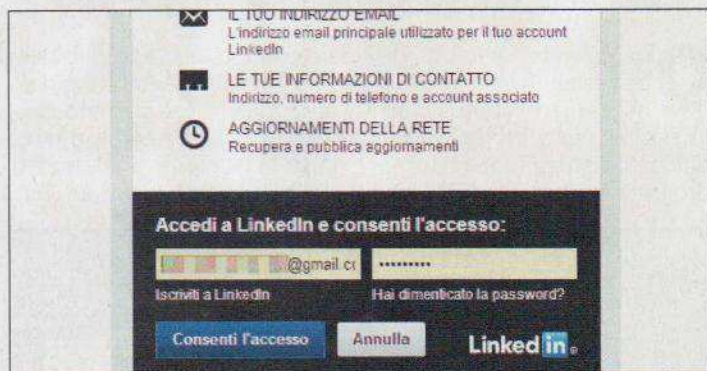 IL TUO INDIRIZZO EMAIL
L'indirizzo email principale utilizzato per il tuo account
LinkedIn
LE TUE INFORMAZIONI DI CONTATTO
Indirizzo, numero di telefono e account associato
AGGIORNAMENTI DELLA RETE
Recupera e pubblica aggiornamenti
Accedi a LinkedIn e consenti l'accesso:
@gmail.co
Iscriviti a LinkedIn Hai dimenticato la password?
Consenti l'accesso Annulla LinkedIn®